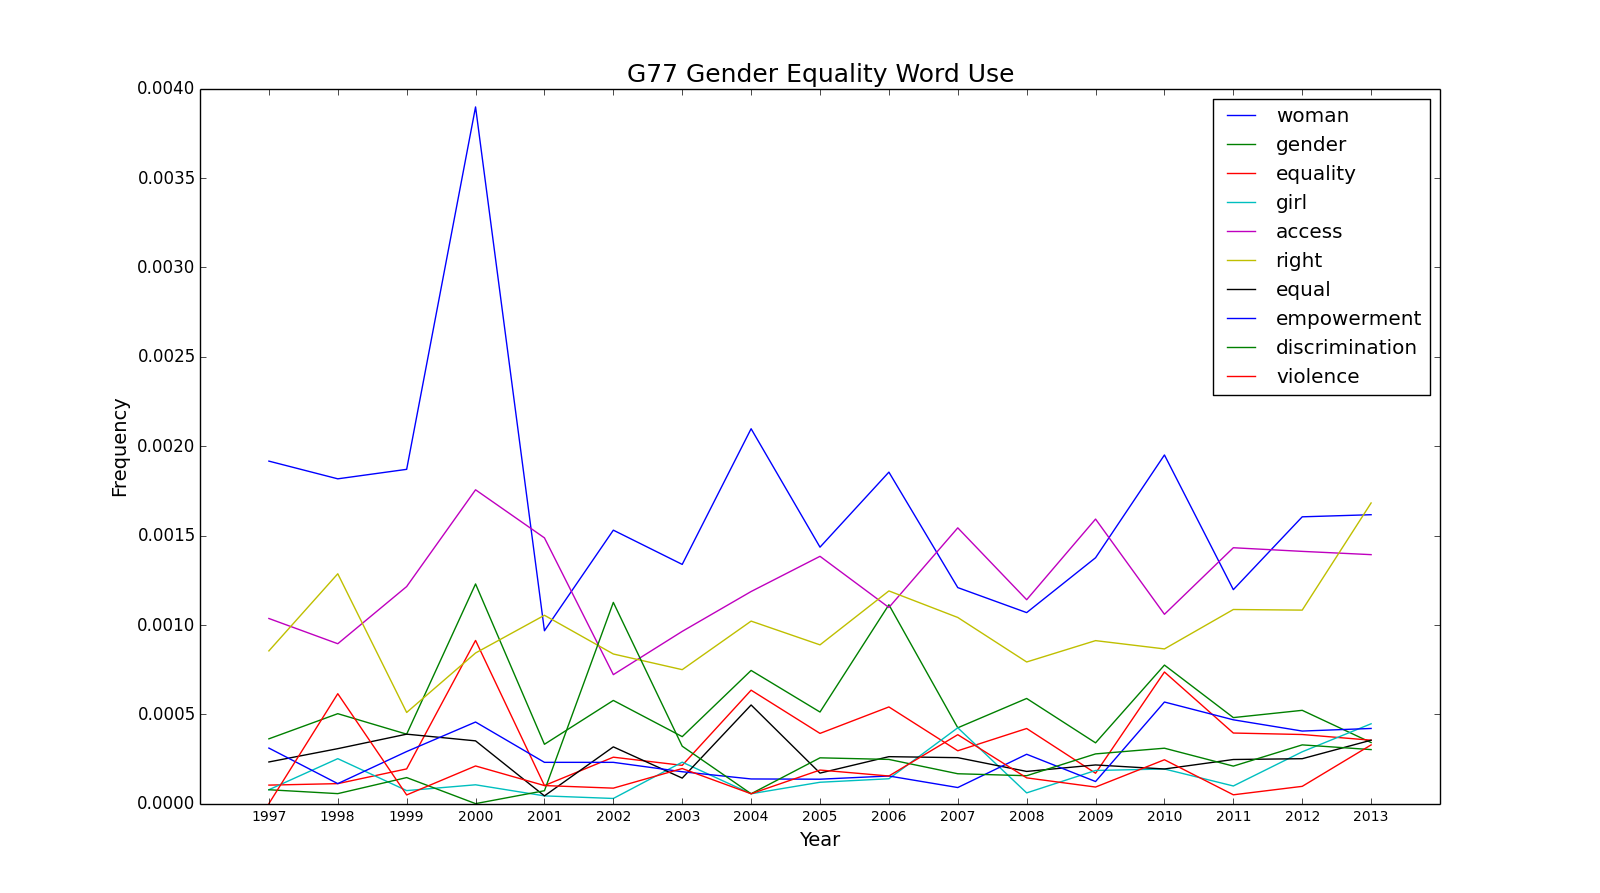 G77 Gender Equality Word Use
0.0040
0.0035
0.0030
0.0025
0.0020
0.0015
0.0010
0.0005
0.0000
Frequency
woman
gender
equality
girl
access
right
equal
empowerment
discrimination
violence
1997 1998 1999 2000 2001 2002 2003 2004 2005 2006 2007 2008 2009 2010 2011 2012 2013
Year